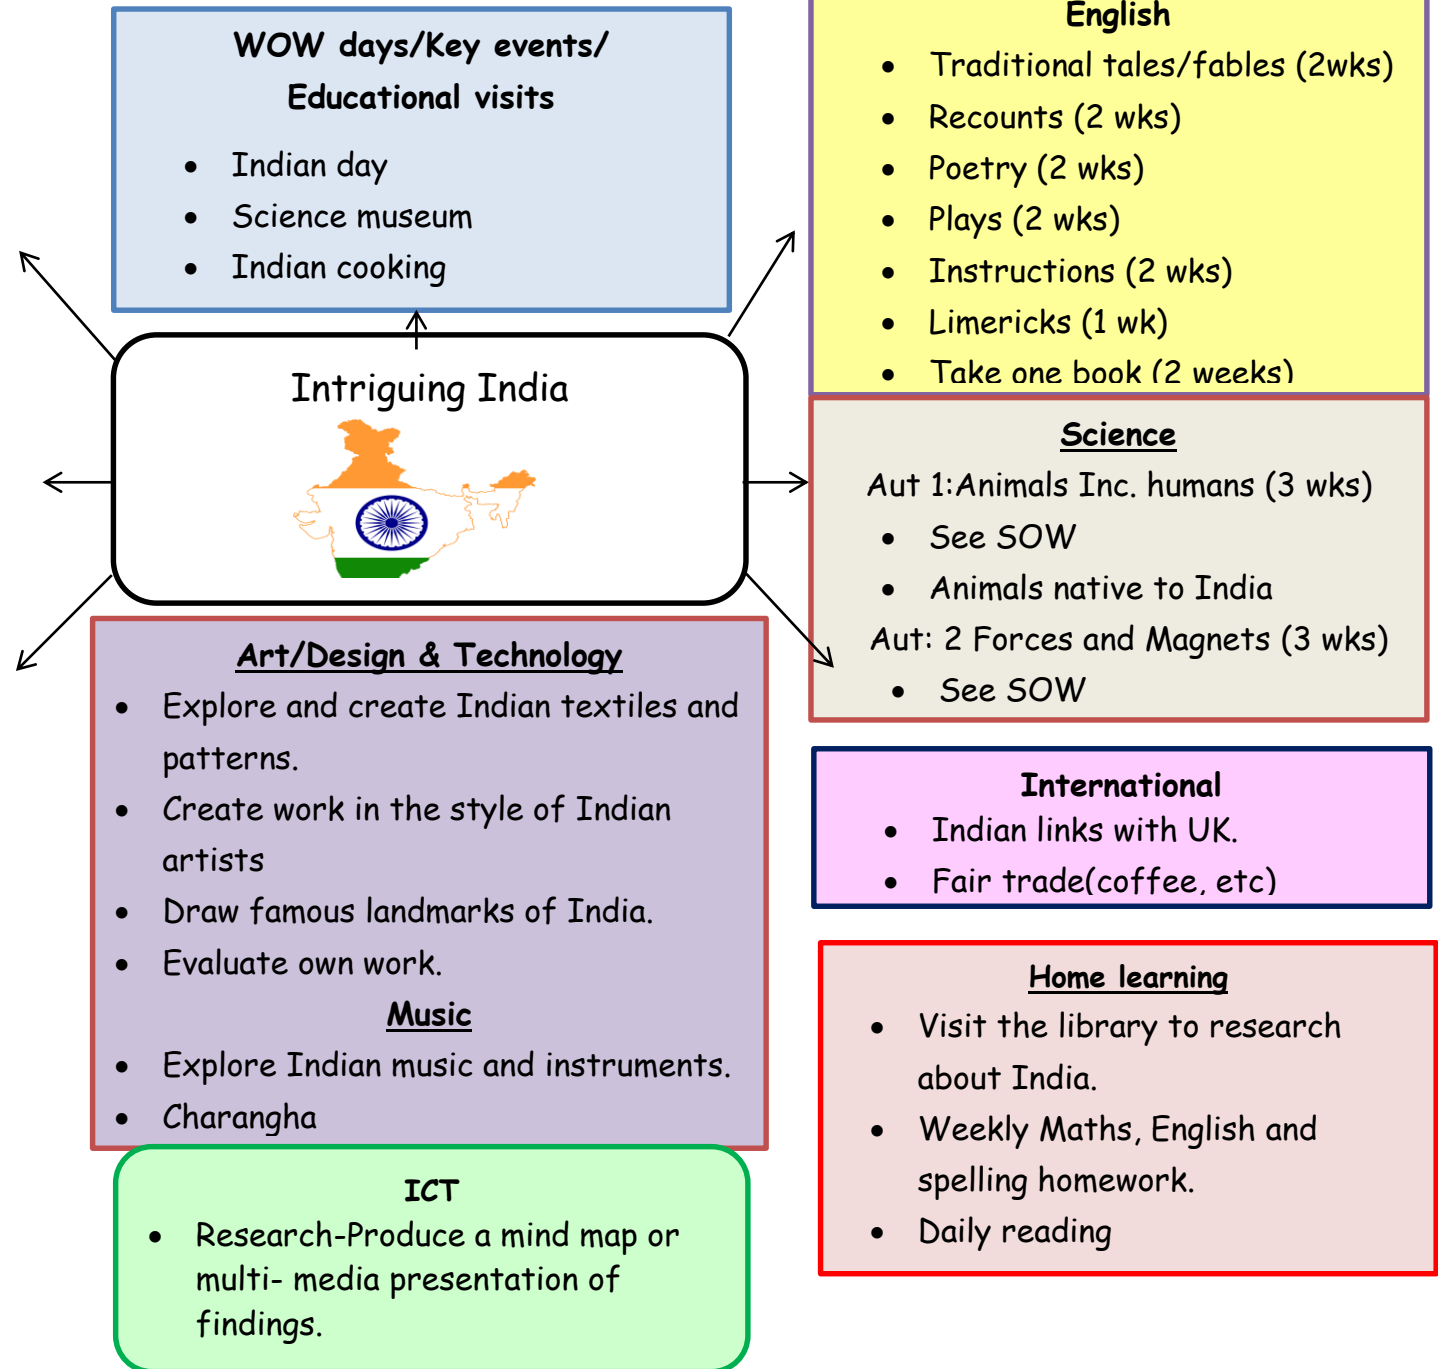 WOW days/Key events/
Educational visits
• Indian day
• Science museum
• Indian cooking
English
• Traditional tales/fables (2wks)
• Recounts (2 wks)
• Poetry (2 wks)
• Plays (2 wks)
• Instructions (2 wks)
• Limericks (1 wk)
• Take one book (2 weeks)
Intriguing India
Science
Aut 1:Animals Inc. humans (3 wks)
• See SOW
• Animals native to India
Aut: 2 Forces and Magnets (3 wks)
• See SOW
Art/Design & Technology
• Explore and create Indian textiles and
patterns.
• Create work in the style of Indian
artists
• Draw famous landmarks of India.
• Evaluate own work.
Music
• Explore Indian music and instruments.
• Charangha
International
• Indian links with UK.
• Fair trade(coffee, etc)
Home learning
• Visit the library to research
about India.
• Weekly Maths, English and
spelling homework.
• Daily reading
ICT
• Research-Produce a mind map or
multi- media presentation of
findings.